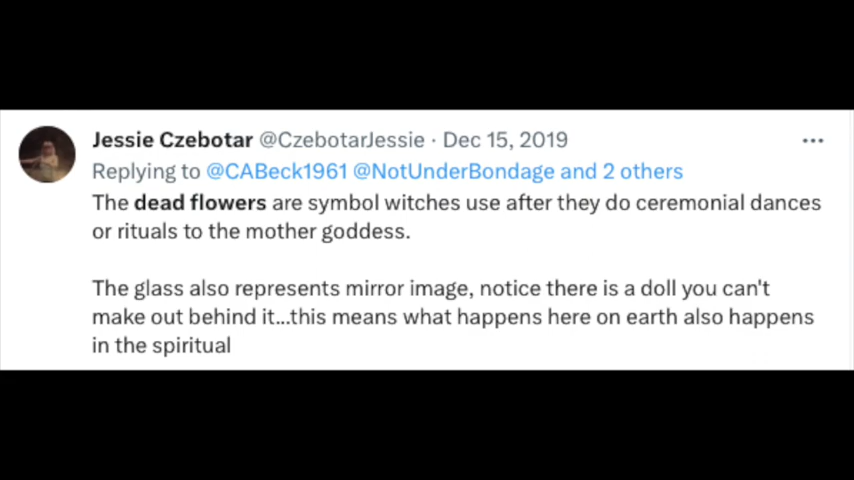 Jessie Czebotar @CzebotarJessie · Dec 15, 2019
Replying to @CABeck1961 @NotUnderBondage and 2 others
The dead flowers are symbol witches use after they do ceremonial dances
or rituals to the mother goddess.
The glass also represents mirror image, notice there is a doll you can't
make out behind it...this means what happens here on earth also happens
in the spiritual